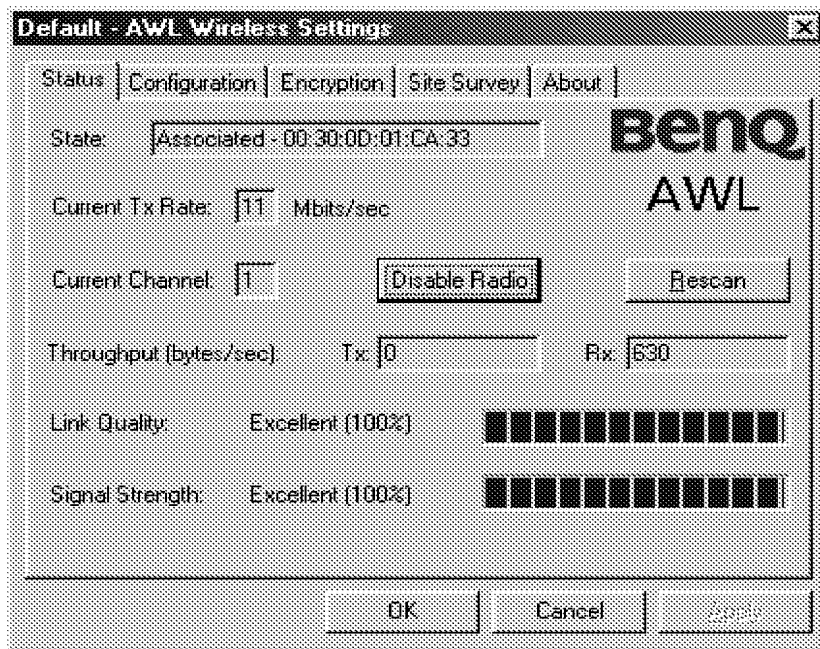 Default - AWL Wireless Settings
Status Configuration Encryption Site Survey About
BenQ
State: Associated - 00:30:0D:01:CA:33
AWL
Current Tx Rate: 11 Mbits/sec
Current Channel: 1 Disable Radio Rescan
Throughput (bytes/sec): Tx: 0 Rx: 630
Link Quality: Excellent (100%)
Signal Strength: Excellent (100%)
OK Cancel Apply